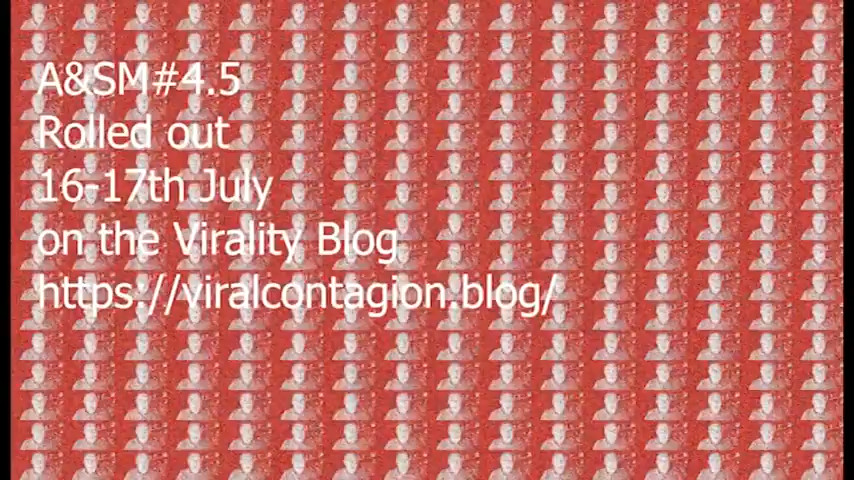 A&SM#4.5
Rolled out
16-17th July
on the Virality Blog
https://viralcontagion.blog/